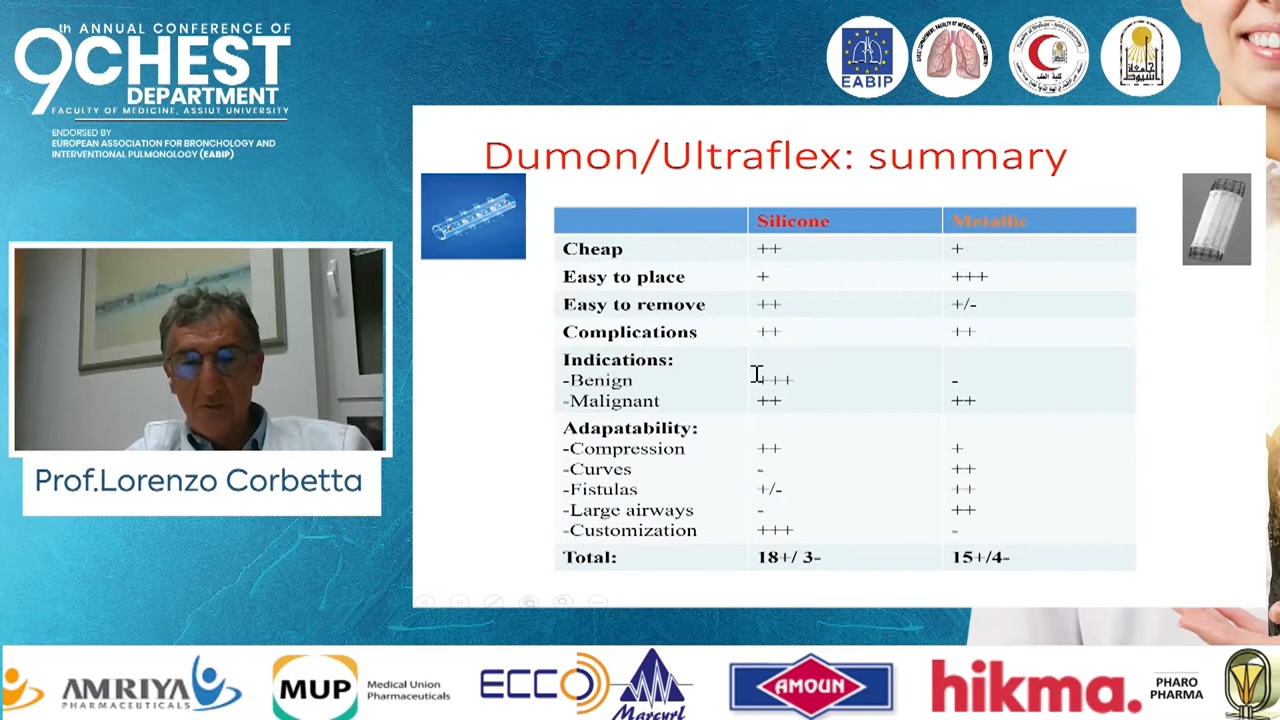 9th ANNUAL CONFERENCE OF
CHEST
DEPARTMENT
FACULTY OF MEDICINE, ASSIUT UNIVERSITY
ENDORSED BY
EUROPEAN ASSOCIATION FOR BRONCHOLOGY AND
INTERVENTIONAL PULMONOLOGY (EABIP)
EABIP
كلية الطب
Prof.Lorenzo Corbetta
Dumon/Ultraflex: summary
Silicone Metallic
Cheap ++ +
Easy to place + +++
Easy to remove ++ +/-
Complications ++ ++
Indications:
-Benign +++ -
-Malignant ++ ++
Adapatability:
-Compression ++ +
-Curves - ++
-Fistulas +/- ++
-Large airways - ++
-Customization +++ -
Total: 18+/ 3- 15+/4-
AMRIYA
PHARMACEUTICALS
MUP
Medical Union
Pharmaceuticals
ECCO
Marcyrl
AMOUN
hikma.
PHARO
PHARMA